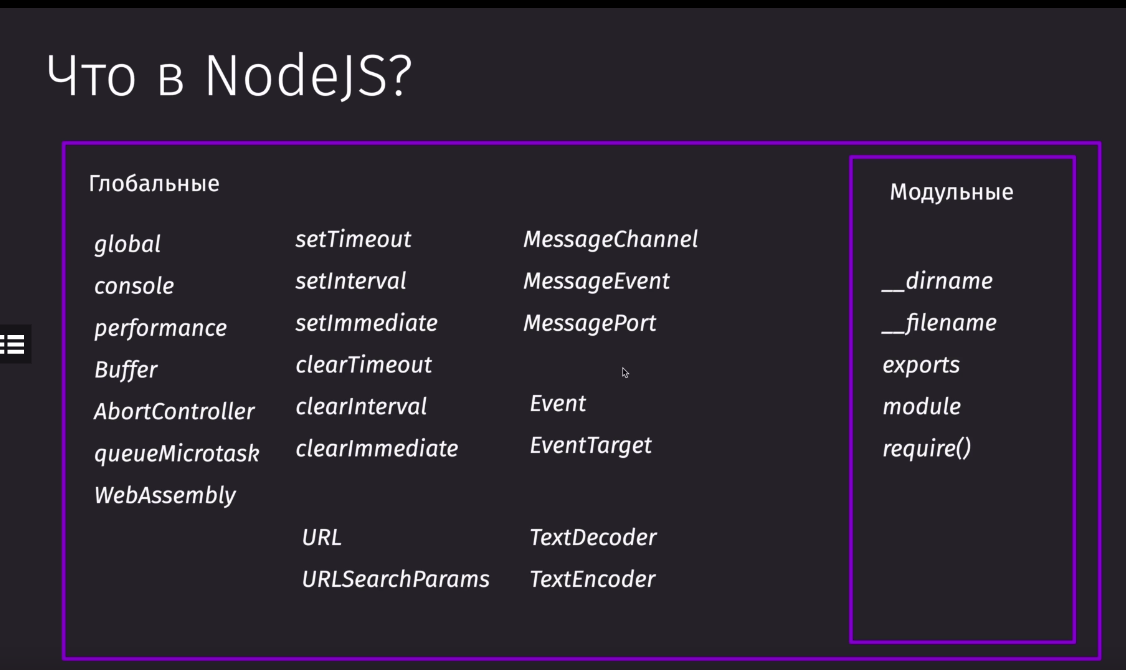 Что в NodeJS?
Глобальные
global
console
performance
Buffer
AbortController
queueMicrotask
WebAssembly
setTimeout
setInterval
setImmediate
clearTimeout
clearInterval
clearImmediate
URL
URLSearchParams
MessageChannel
MessageEvent
MessagePort
Event
EventTarget
TextDecoder
TextEncoder
Модульные
__dirname
__filename
exports
module
require()